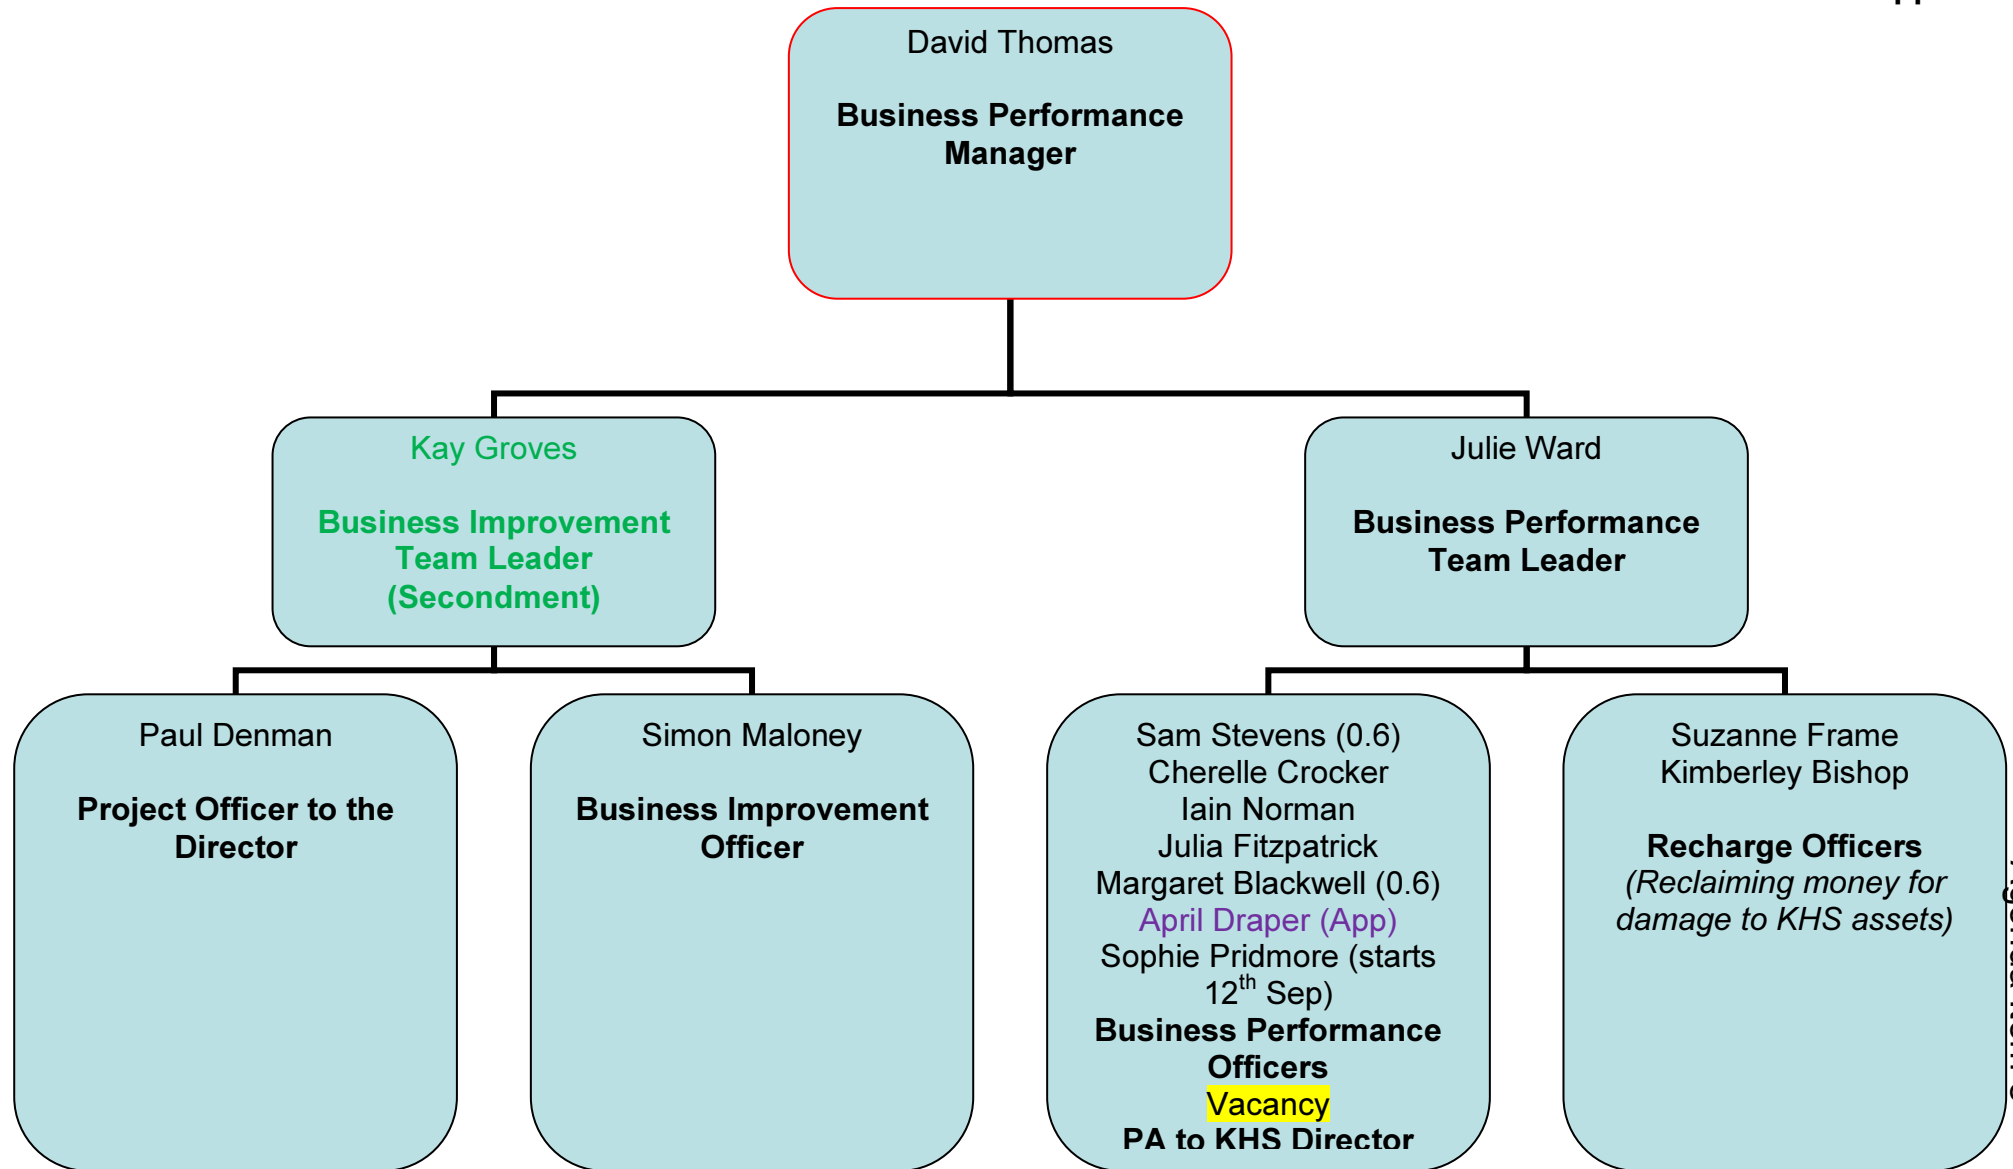 David Thomas
Business Performance
Manager
Kay Groves
Business Improvement
Team Leader
(Secondment)
Julie Ward
Business Performance
Team Leader
Paul Denman
Project Officer to the
Director
Simon Maloney
Business Improvement
Officer
Sam Stevens (0.6)
Cherelle Crocker
Iain Norman
Julia Fitzpatrick
Margaret Blackwell (0.6)
April Draper (App)
Sophie Pridmore (starts
12th Sep)
Business Performance
Officers
Vacancy
PA to KHS Director
Suzanne Frame
Kimberley Bishop
Recharge Officers
(Reclaiming money for
damage to KHS assets)